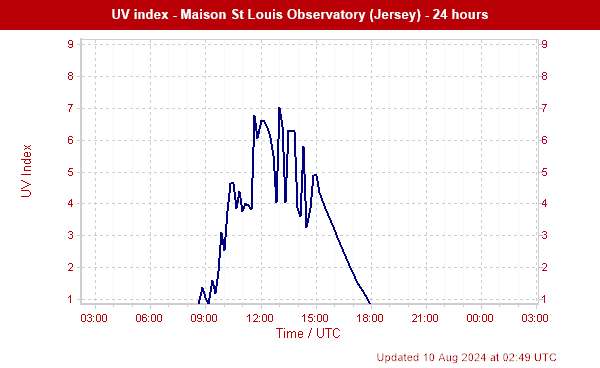 UV index - Maison St Louis Observatory (Jersey) - 24 hours
9 9
8 8
7 7
6 6
5 5
4 4
3 3
2 2
1 1
UV Index
03:00 06:00 09:00 12:00 15:00 18:00 21:00 00:00 03:00
Time / UTC
Updated 10 Aug 2024 at 02:49 UTC